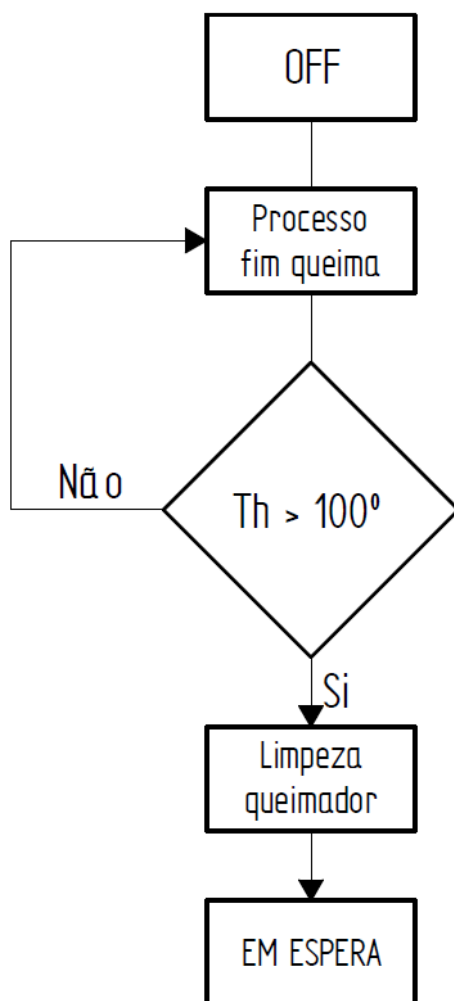 OFF
Processo
fim queima
Não
Th > 100º
Si
Limpeza
queimador
EM ESPERA